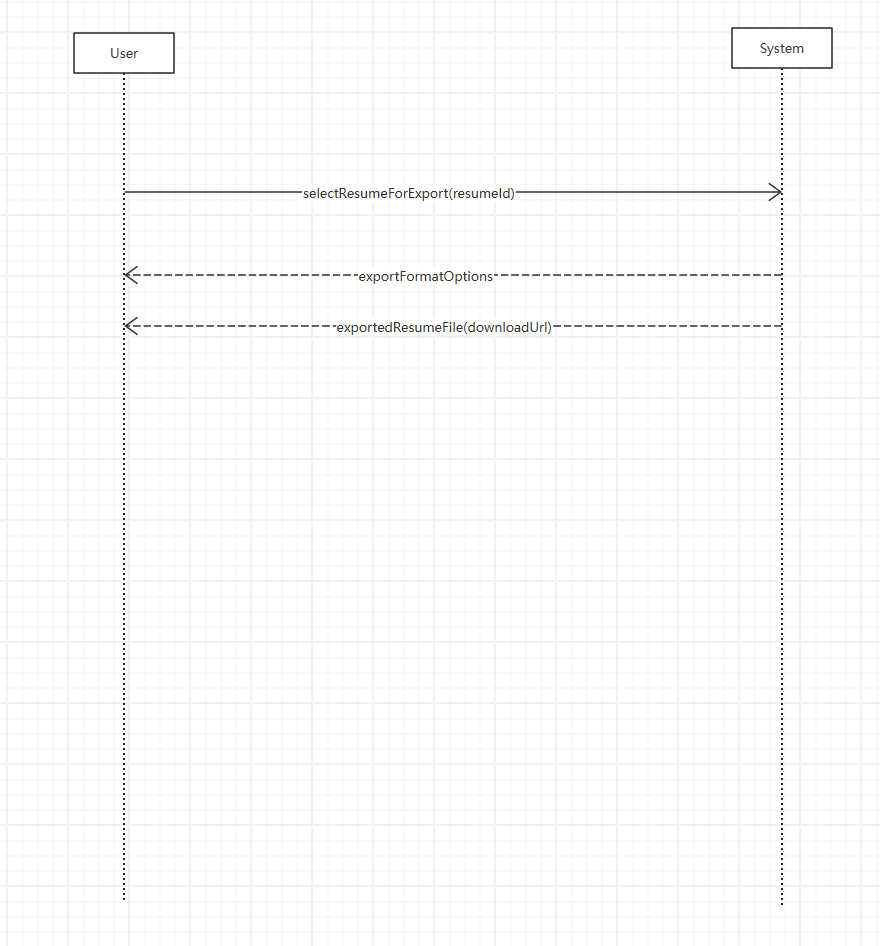 User
System
selectResumeForExport(resumeId)
exportFormatOptions
exportedResumeFile(downloadUrl)